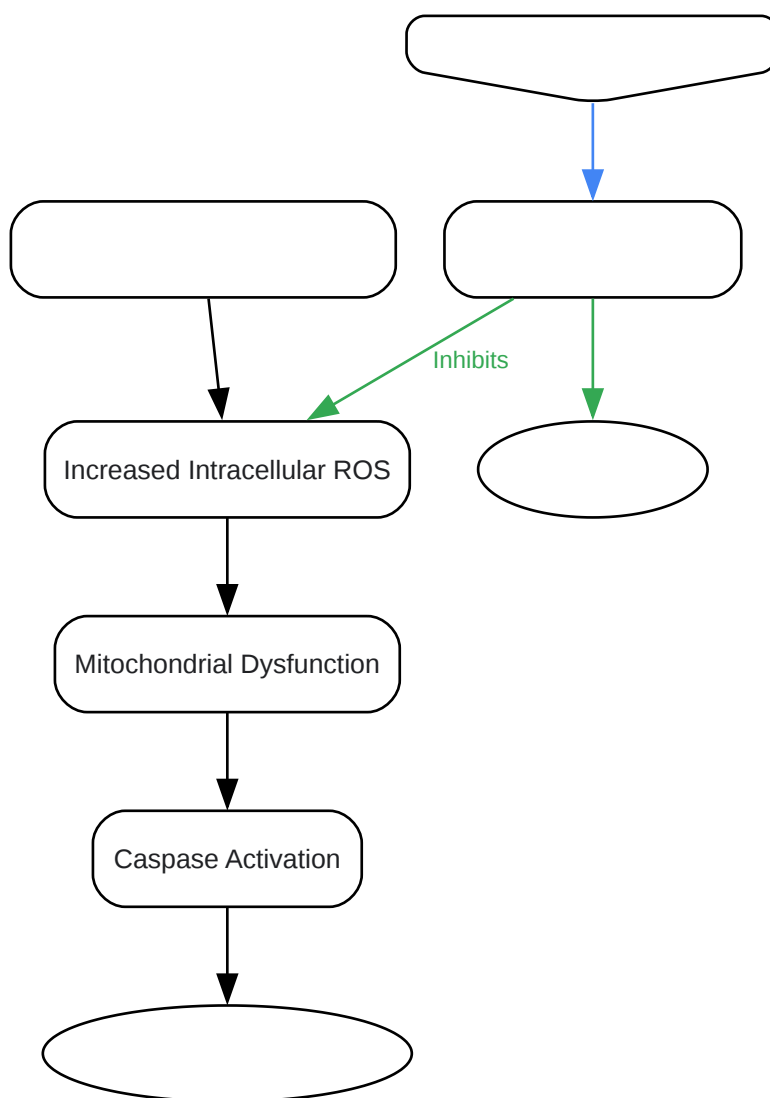 Inhibits
Increased Intracellular ROS
Mitochondrial Dysfunction
Caspase Activation